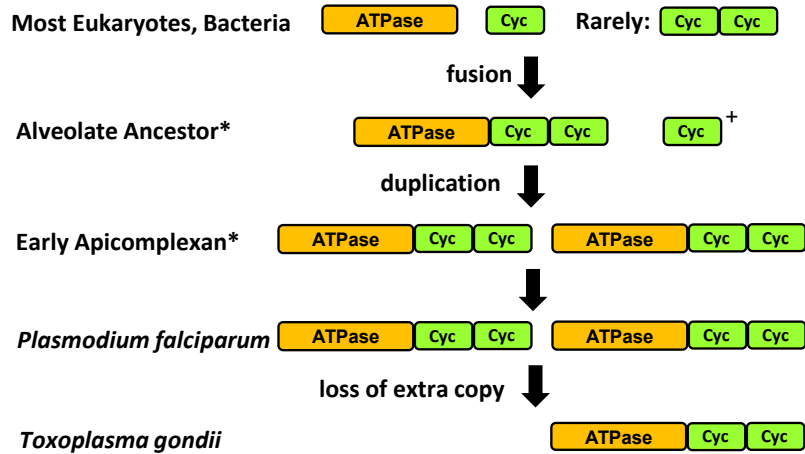 Most Eukaryotes, Bacteria ATPase Cyc Rarely: Cyc Cyc
fusion
Alveolate Ancestor* ATPase Cyc Cyc Cyc +
duplication
Early Apicomplexan* ATPase Cyc Cyc ATPase Cyc Cyc
Plasmodium falciparum ATPase Cyc Cyc ATPase Cyc Cyc
loss of extra copy
Toxoplasma gondii ATPase Cyc Cyc